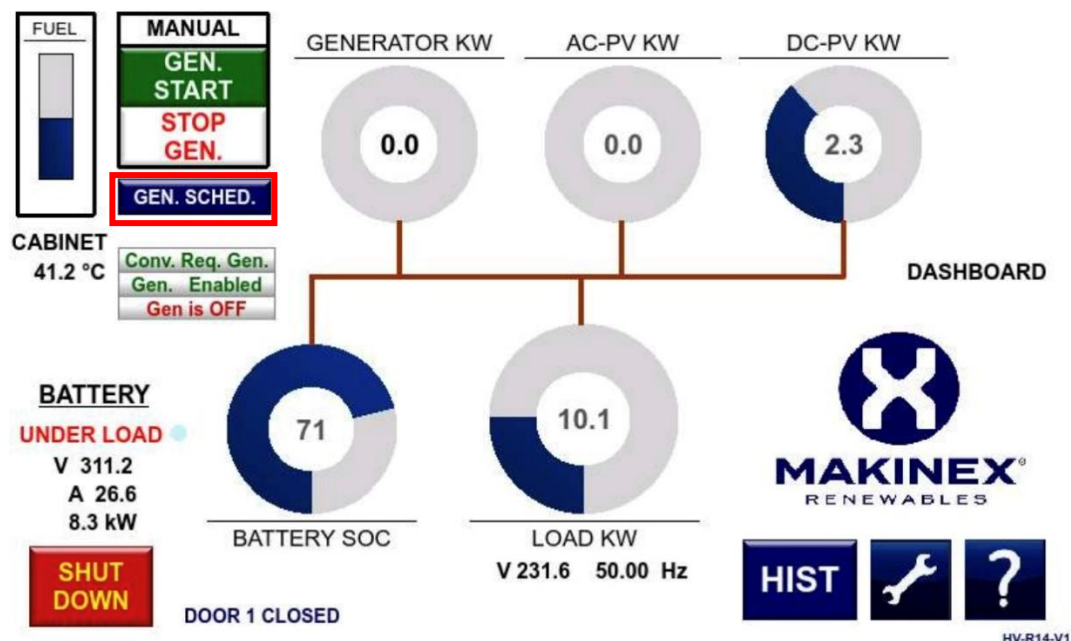 FUEL
MANUAL
GEN.
START
STOP
GEN.
GEN. SCHED.
CABINET
41.2 °C
Conv. Req. Gen.
Gen. Enabled
Gen is OFF
GENERATOR KW
0.0
AC-PV KW
0.0
DC-PV KW
2.3
DASHBOARD
BATTERY
UNDER LOAD
V 311.2
A 26.6
8.3 kW
SHUT
DOWN
71
BATTERY SOC
10.1
LOAD KW
V 231.6 50.00 Hz
DOOR 1 CLOSED
MAKINEX®
RENEWABLES
HIST
?
HV-R14-V1